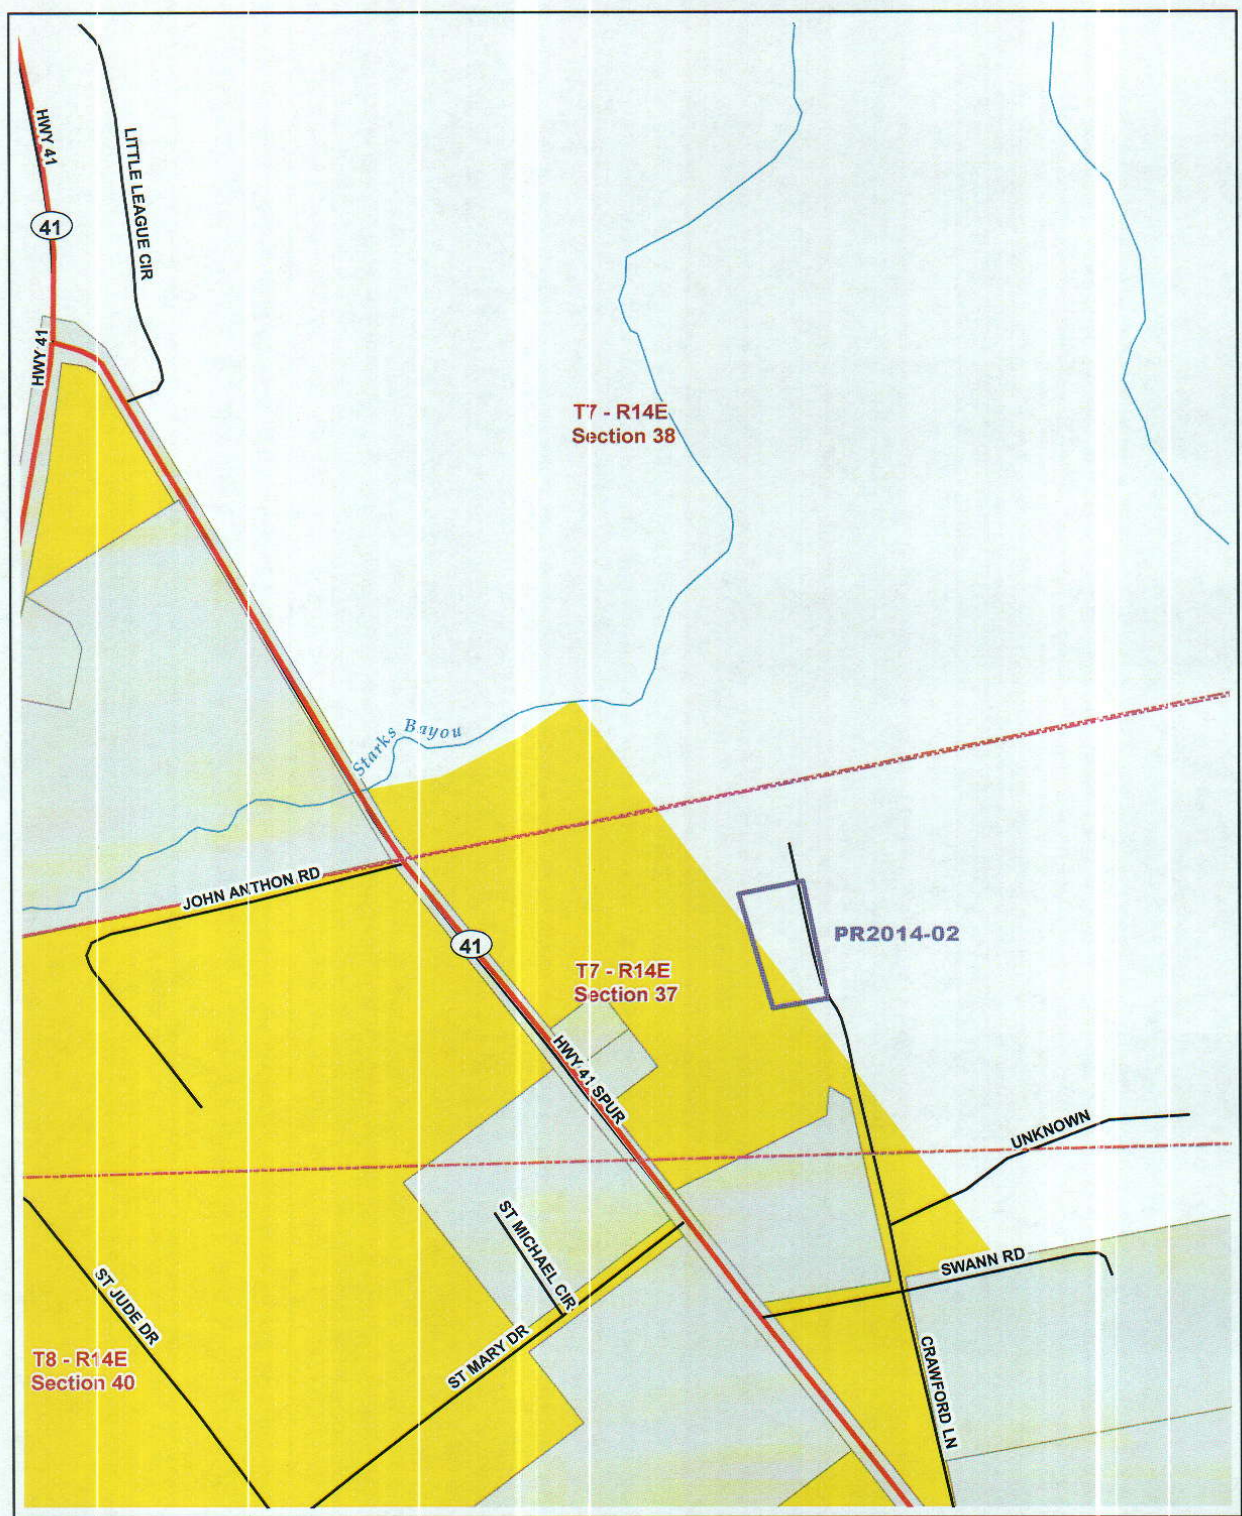 HWY 41
LITTLE LEAGUE CIR
41
HWY 41
T7 - R14E
Section 38
Starks Bayou
JOHN ANTHON RD
41
PR2014-02
T7 - R14E
Section 37
HWY 41 SPUR
UNKNOWN
ST MICHAEL CIR
SWANN RD
ST JUDE DR
ST MARY DR
T8 - R14E
Section 40
CRAWFORD LN